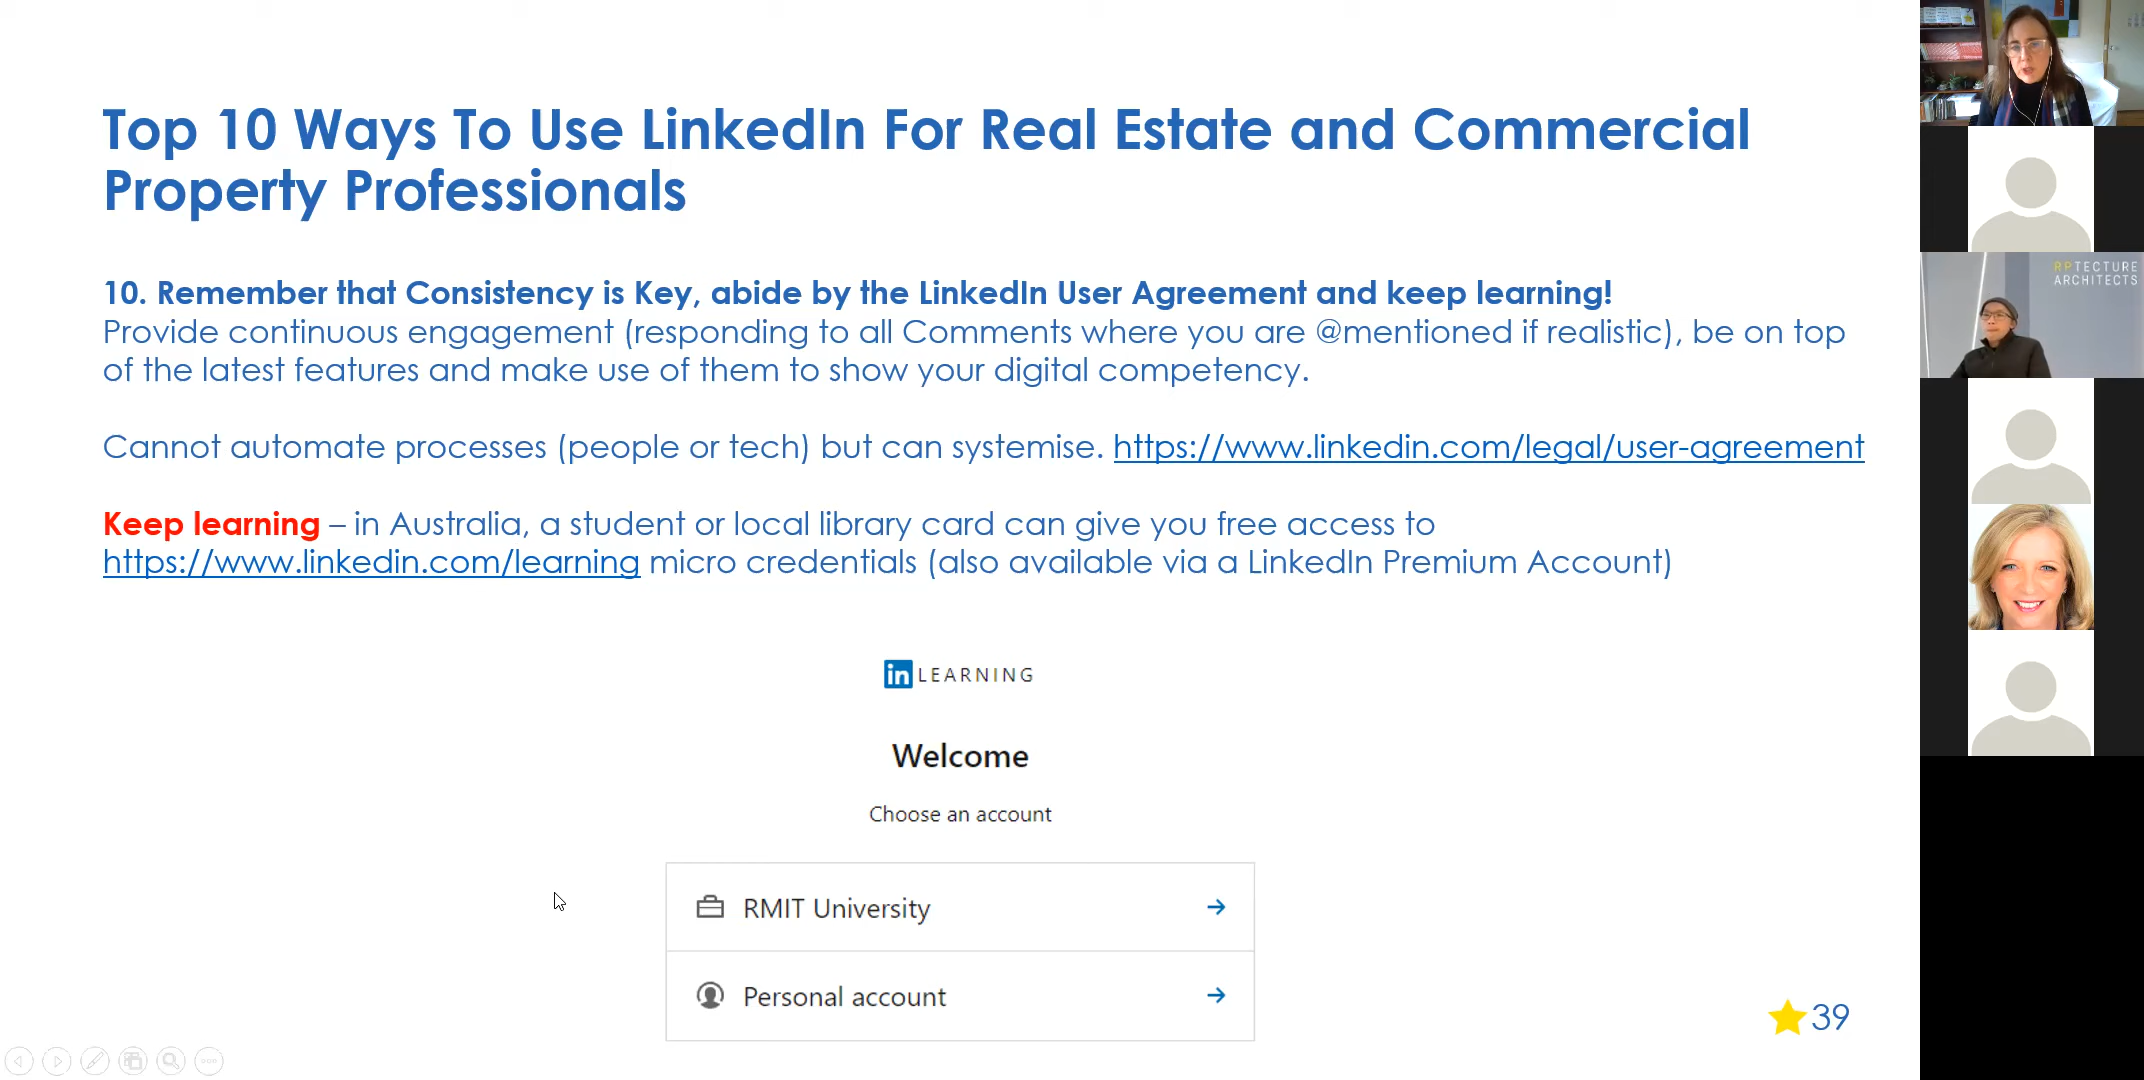 Top 10 Ways To Use LinkedIn For Real Estate and Commercial
Property Professionals
10. Remember that Consistency is Key, abide by the LinkedIn User Agreement and keep learning!
Provide continuous engagement (responding to all Comments where you are @mentioned if realistic), be on top
of the latest features and make use of them to show your digital competency.
Cannot automate processes (people or tech) but can systemise. https://www.linkedin.com/legal/user-agreement
Keep learning – in Australia, a student or local library card can give you free access to
https://www.linkedin.com/learning micro credentials (also available via a LinkedIn Premium Account)
in LEARNING
Welcome
Choose an account
RMIT University
Personal account
39
RPTECTURE
ARCHITECTS